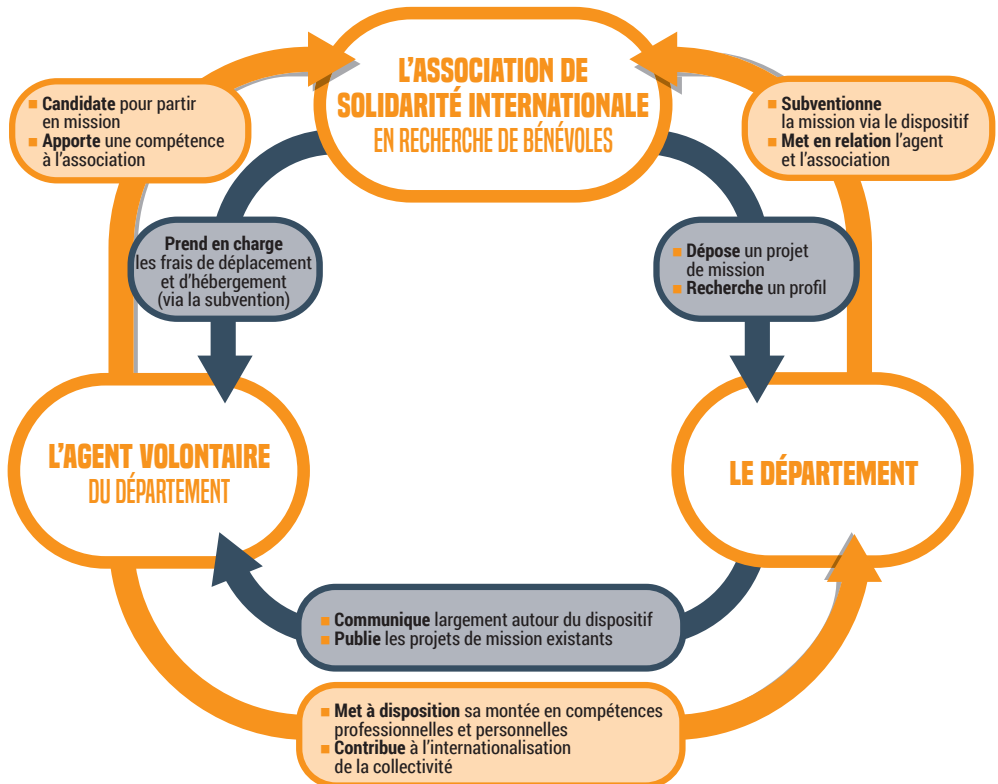 L'ASSOCIATION DE
SOLIDARITÉ INTERNATIONALE
EN RECHERCHE DE BÉNÉVOLES
Candidate pour partir
en mission
Apporte une compétence
à l'association
Subventionne
la mission via le dispositif
Met en relation l'agent
et l'association
Prend en charge
les frais de déplacement
et d'hébergement
(via la subvention)
Dépose un projet
de mission
Recherche un profil
L'AGENT VOLONTAIRE
DU DÉPARTEMENT
LE DÉPARTEMENT
Communique largement autour du dispositif
Publie les projets de mission existants
Met à disposition sa montée en compétences
professionnelles et personnelles
Contribue à l'internationalisation
de la collectivité